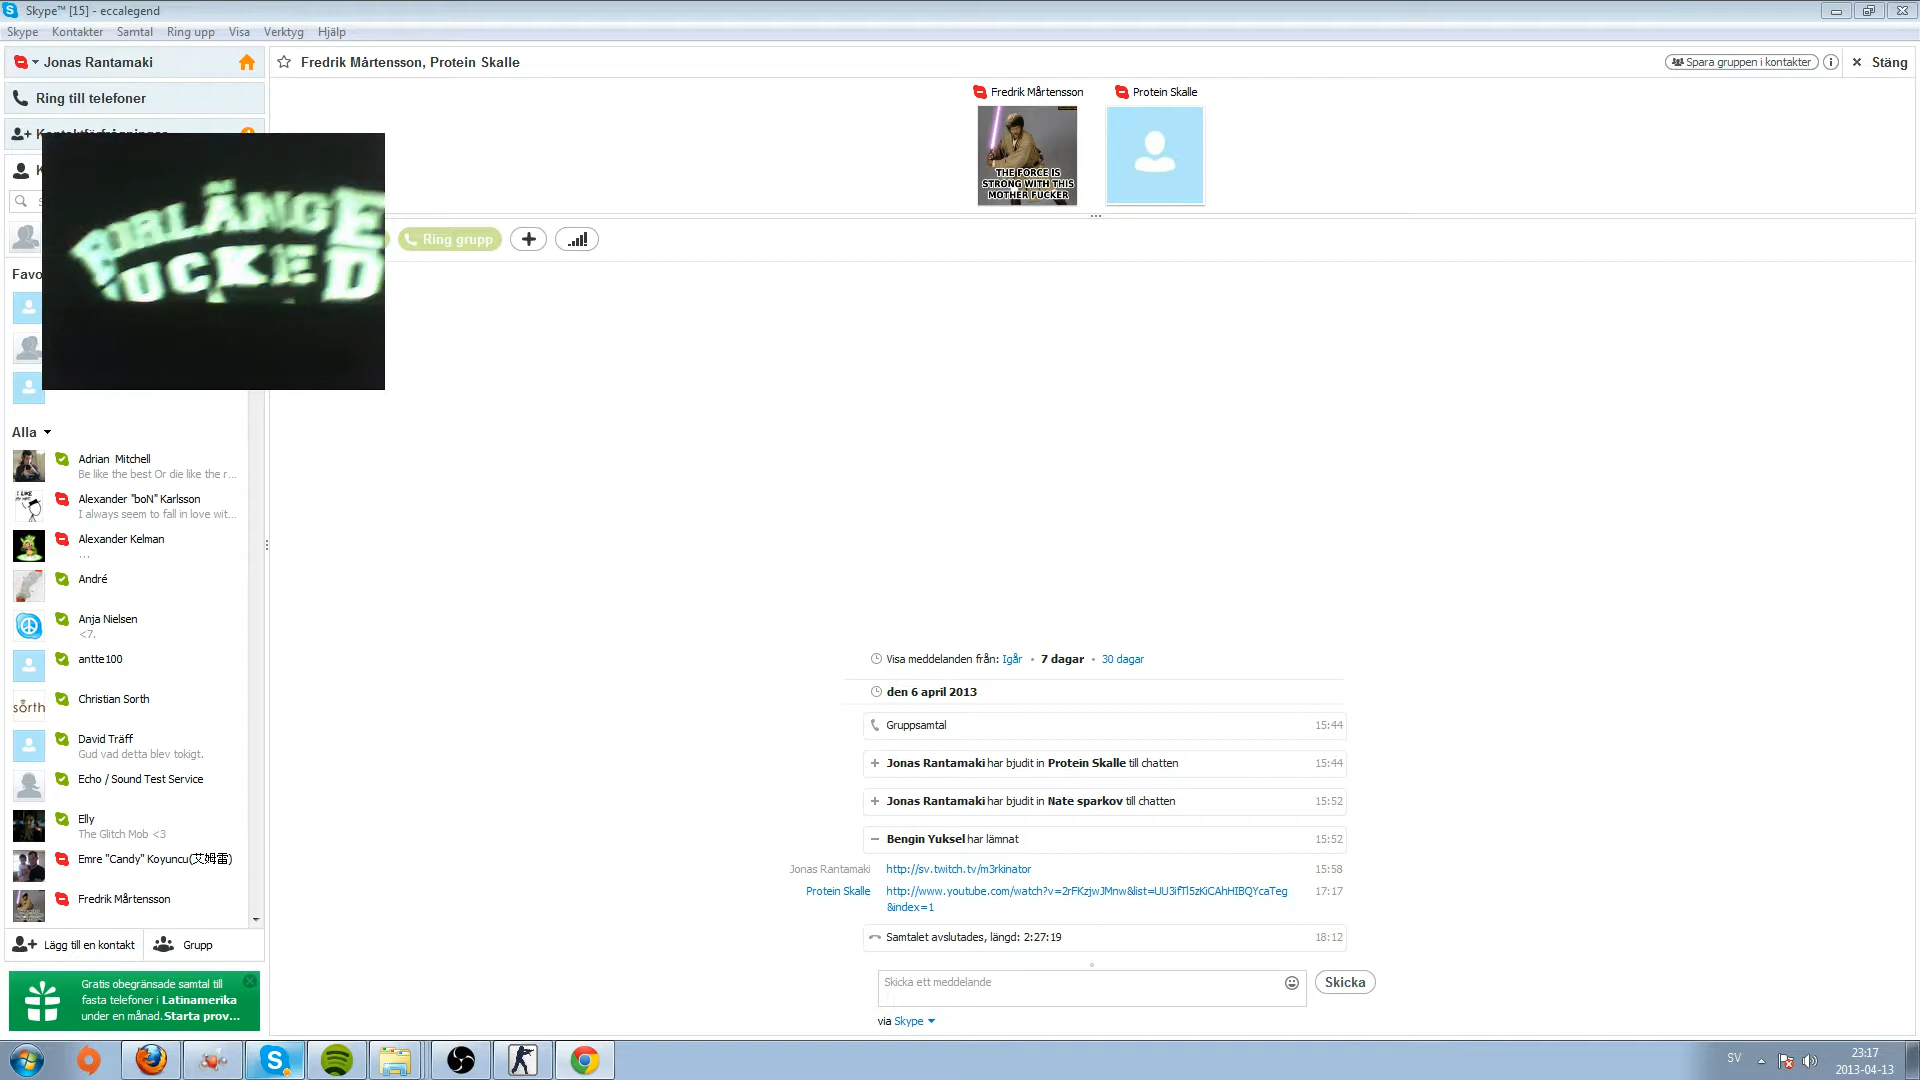 Skype™ [15] - eccalegend
Skype Kontakter Samtal Ring upp Visa Verktyg Hjälp
Jonas Rantamaki
Fredrik Mårtensson, Protein Skalle
Spara gruppen i kontakter
Stäng
Ring till telefoner
Fredrik Mårtensson
Protein Skalle
THE FORCE IS
STRONG WITH THIS
MOTHER FUCKER
Kontaktförfrågningar
K
S
BORLÄNGE
FUCKED
Ring grupp
Favo
Alla
Adrian Mitchell
Be like the best Or die like the r...
Alexander "boN" Karlsson
I always seem to fall in love wit...
Alexander Kelman
...
André
Anja Nielsen
<7.
antte100
Christian Sorth
sorth
David Träff
Gud vad detta blev tokigt.
Echo / Sound Test Service
Elly
The Glitch Mob <3
Emre "Candy" Koyuncu(艾姆雷)
Fredrik Mårtensson
Lägg till en kontakt
Grupp
Gratis obegränsade samtal till
fasta telefoner i Latinamerika
under en månad. Starta prov...
Visa meddelanden från: Igår • 7 dagar • 30 dagar
den 6 april 2013
Gruppsamtal 15:44
Jonas Rantamaki har bjudit in Protein Skalle till chatten 15:44
Jonas Rantamaki har bjudit in Nate sparkov till chatten 15:52
Bengin Yuksel har lämnat 15:52
Jonas Rantamaki http://sv.twitch.tv/m3rkinator 15:58
Protein Skalle http://www.youtube.com/watch?v=2rFKzjwJMnw&list=UU3ifTl5zKiCAhHIBQYcaTeg 17:17
&index=1
Samtalet avslutades, längd: 2:27:19 18:12
Skicka ett meddelande
Skicka
via Skype
SV
23:17
2013-04-13